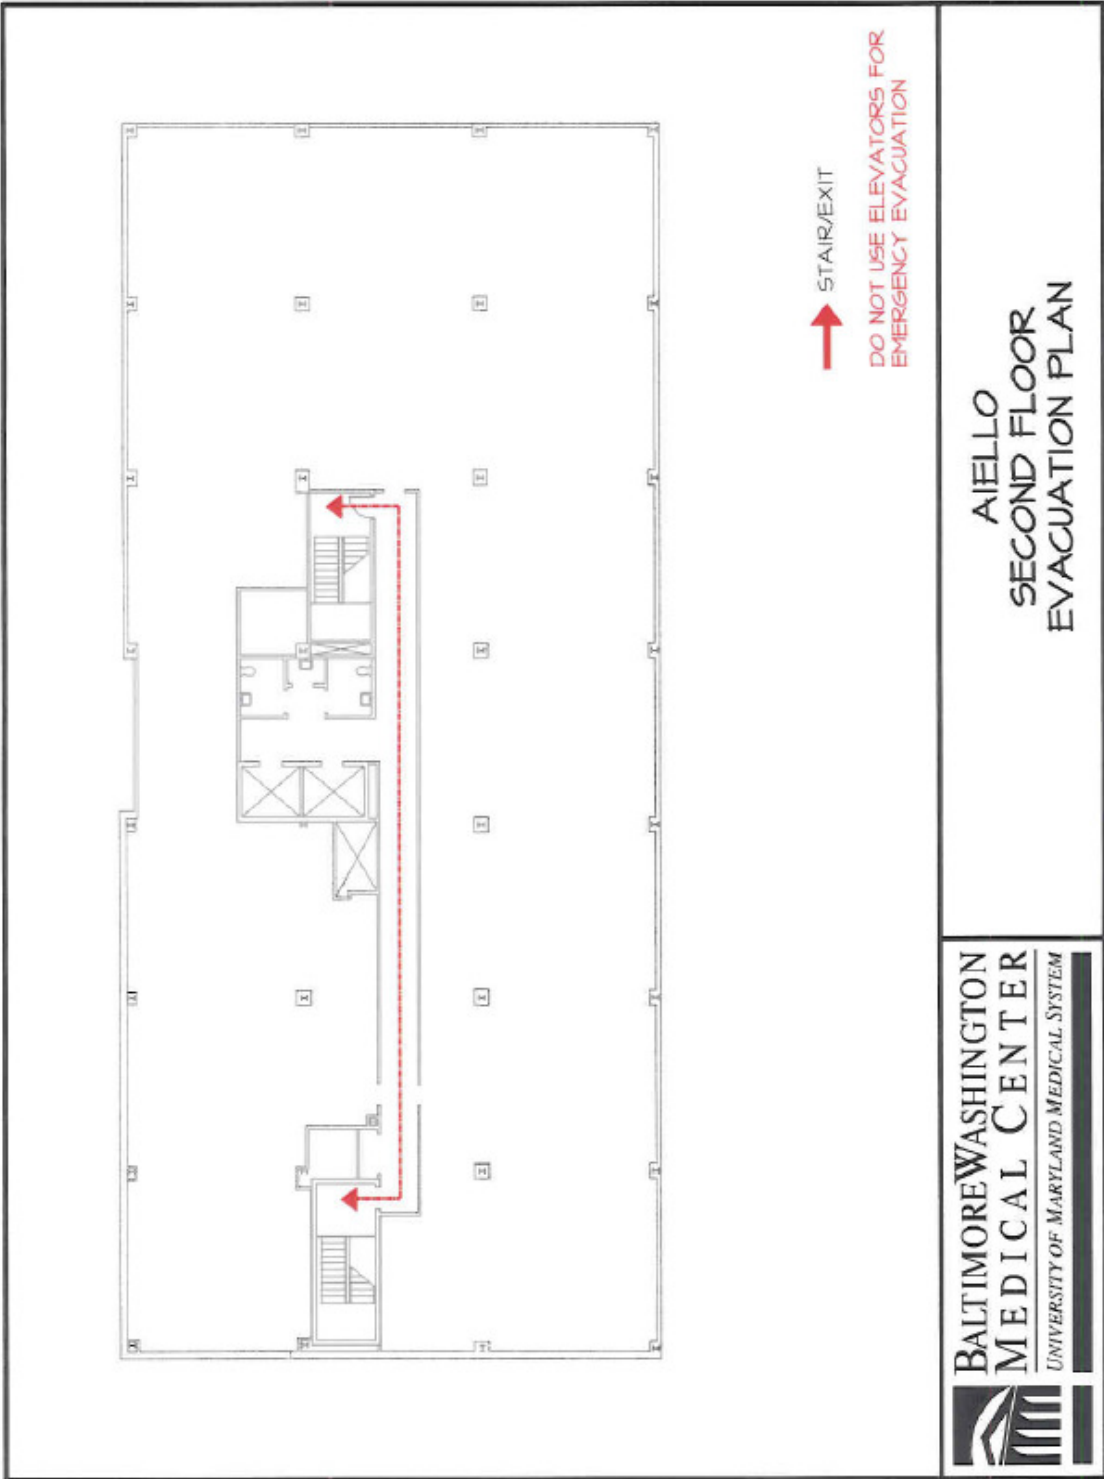 STAIR/EXIT
DO NOT USE ELEVATORS FOR
EMERGENCY EVACUATION
AIELLO
SECOND FLOOR
EVACUATION PLAN
BALTIMORE WASHINGTON
MEDICAL CENTER
UNIVERSITY OF MARYLAND MEDICAL SYSTEM